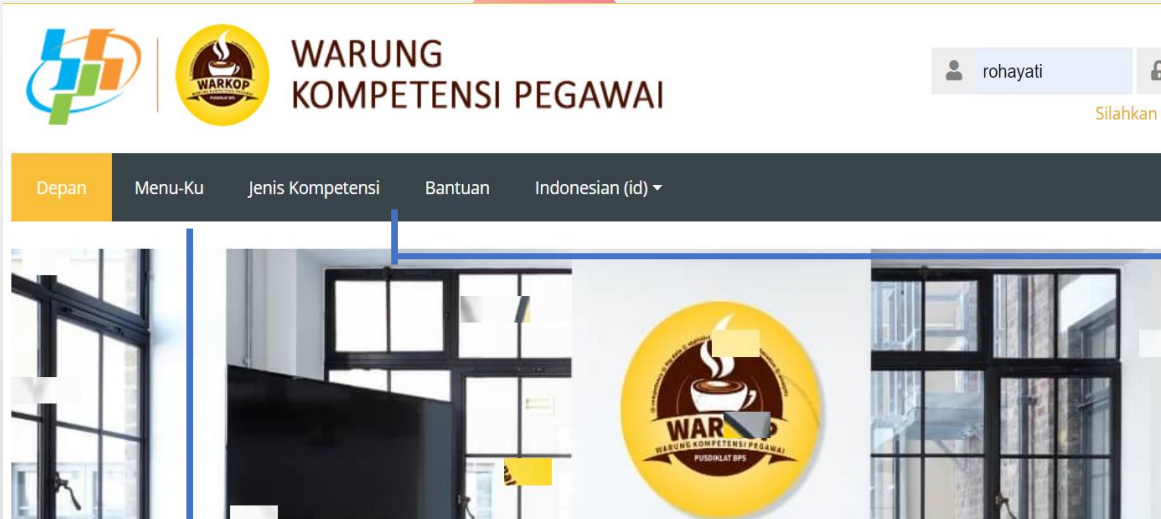 WARKOP
WARUNG
KOMPETENSI PEGAWAI
rohayati
Silahkan
Depan
Menu-Ku
Jenis Kompetensi
Bantuan
Indonesian (id)
WARUNG KOMPETENSI PEGAWAI
PUSDIKLAT BPS